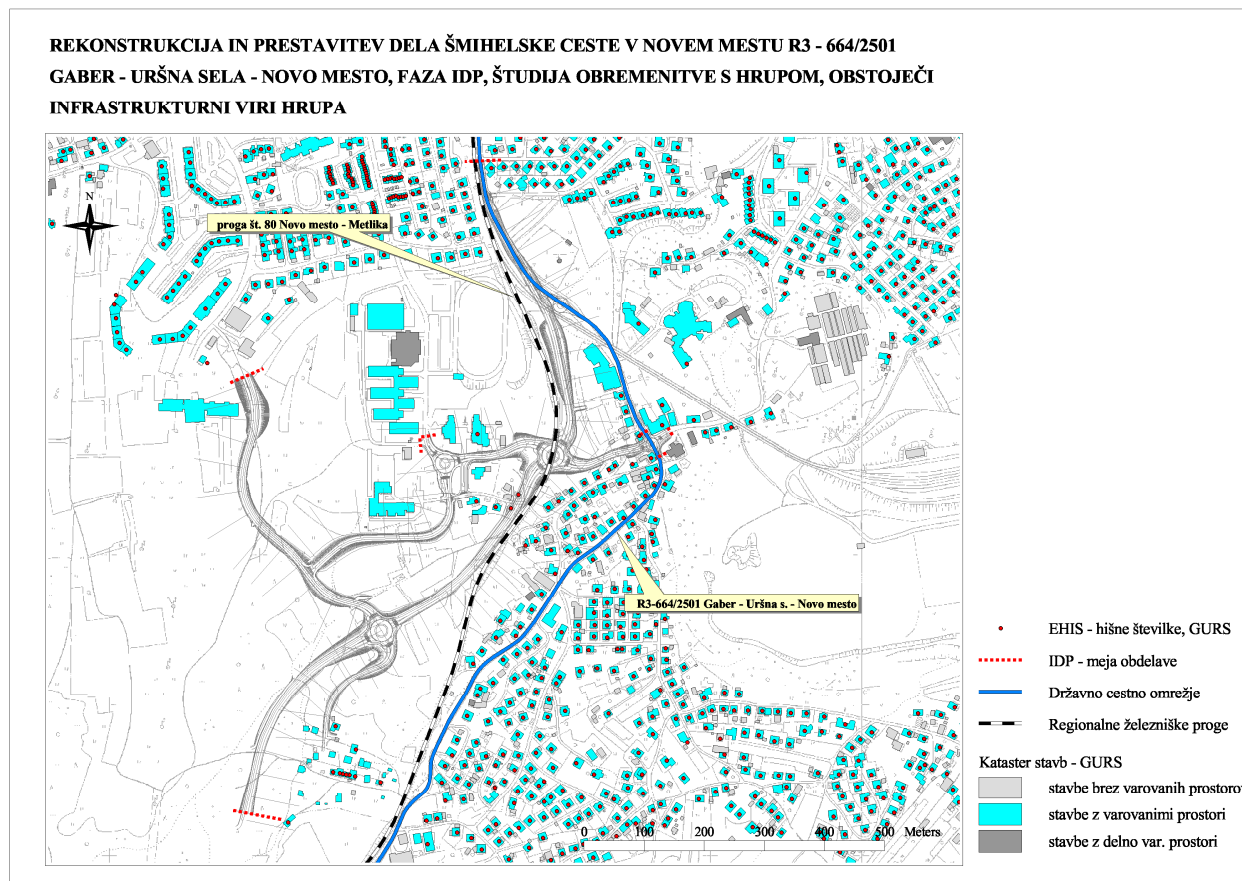 REKONSTRUKCIJA IN PRESTAVITEV DELA ŠMIHELSKE CESTE V NOVEM MESTU R3 - 664/2501
GABER - URŠNA SELA - NOVO MESTO, FAZA IDP, ŠTUDIJA OBREMENITVE S HRUPOM, OBSTOJEČI
INFRASTRUKTURNI VIRI HRUPA
N
proga št. 80 Novo mesto - Metlika
R3-664/2501 Gaber - Uršna s. - Novo mesto
EHIS - hišne številke, GURS
IDP - meja obdelave
Državno cestno omrežje
Regionalne železniške proge
Kataster stavb - GURS
stavbe brez varovanih prostorov
stavbe z varovanimi prostori
stavbe z delno var. prostori
0 100 200 300 400 500 Meters